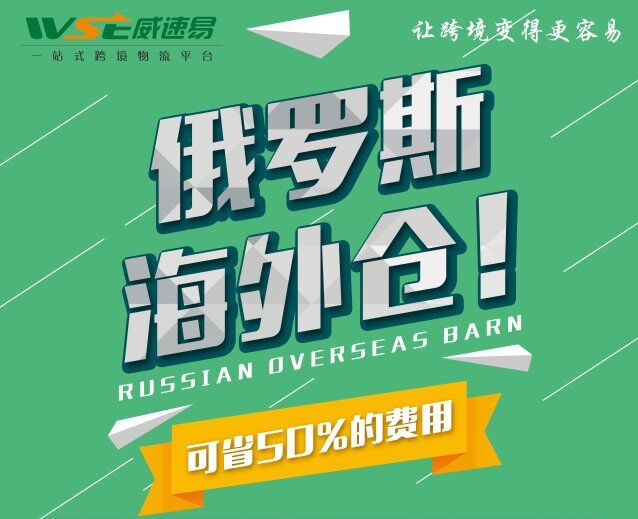 WSE威速易
一站式跨境物流平台
让跨境变得更容易
俄罗斯
海外仓！
RUSSIAN OVERSEAS BARN
可省50%的费用